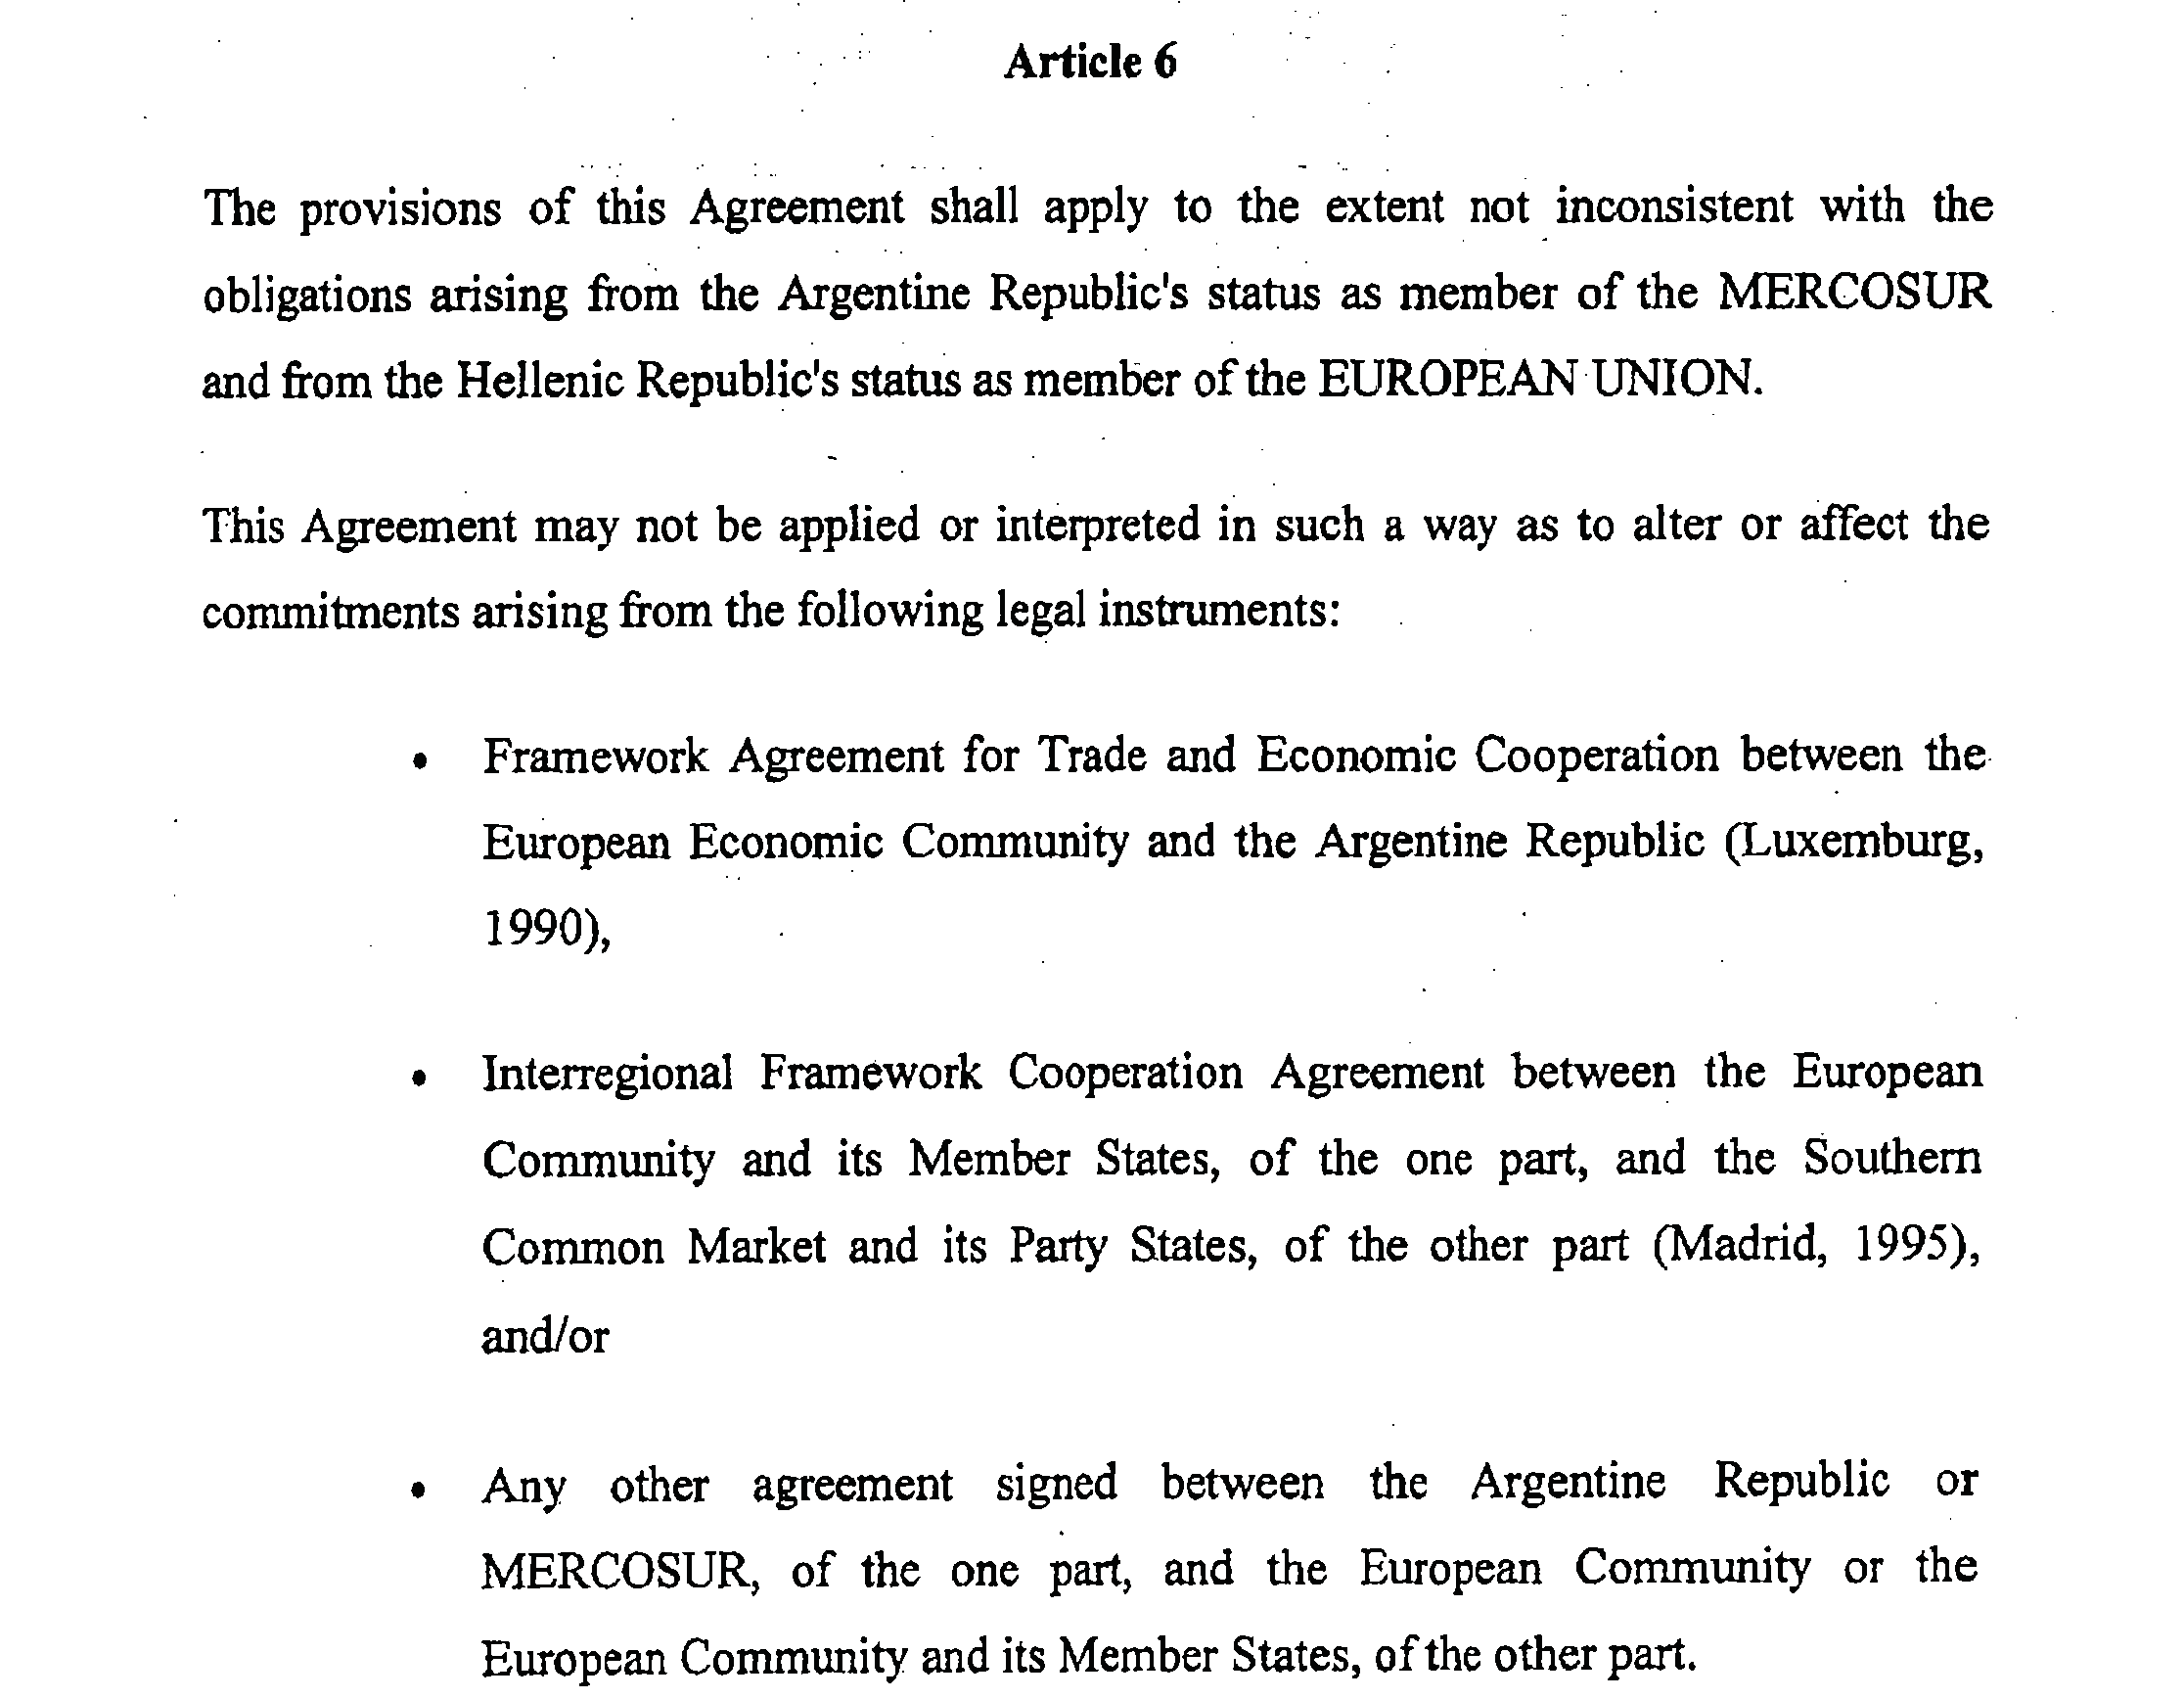 Article 6
The provisions of this Agreement shall apply to the extent not inconsistent with the
obligations arising from the Argentine Republic's status as member of the MERCOSUR
and from the Hellenic Republic's status as member of the EUROPEAN UNION.
This Agreement may not be applied or interpreted in such a way as to alter or affect the
commitments arising from the following legal instruments:
• Framework Agreement for Trade and Economic Cooperation between the
European Economic Community and the Argentine Republic (Luxemburg,
1990),
• Interregional Framework Cooperation Agreement between the European
Community and its Member States, of the one part, and the Southern
Common Market and its Party States, of the other part (Madrid, 1995),
and/or
• Any other agreement signed between the Argentine Republic or
MERCOSUR, of the one part, and the European Community or the
European Community and its Member States, of the other part.